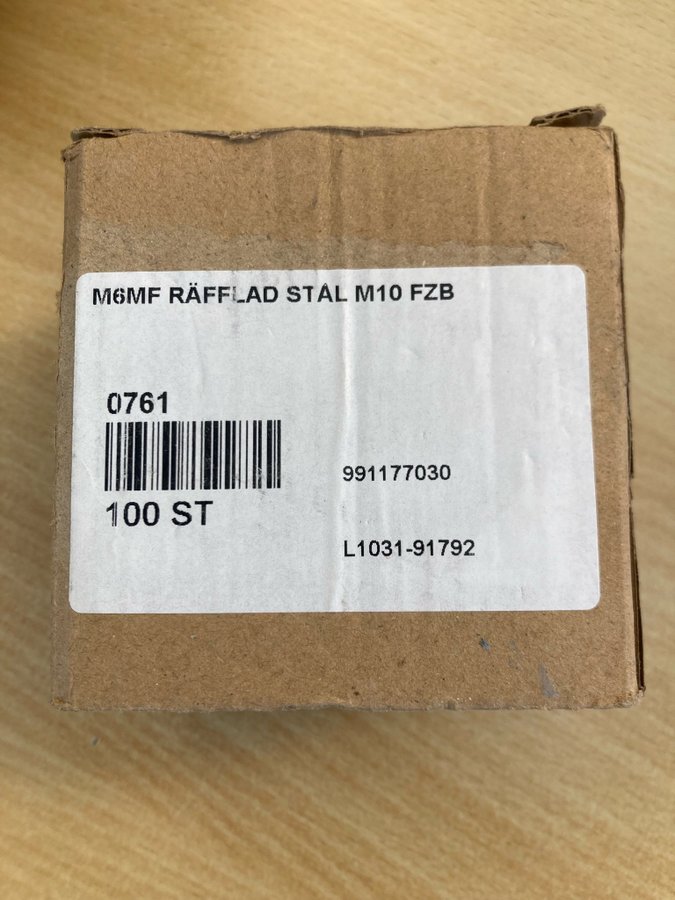 M6MF RÄFFLAD STÅL M10 FZB
0761
991177030
100 ST
L1031-91792